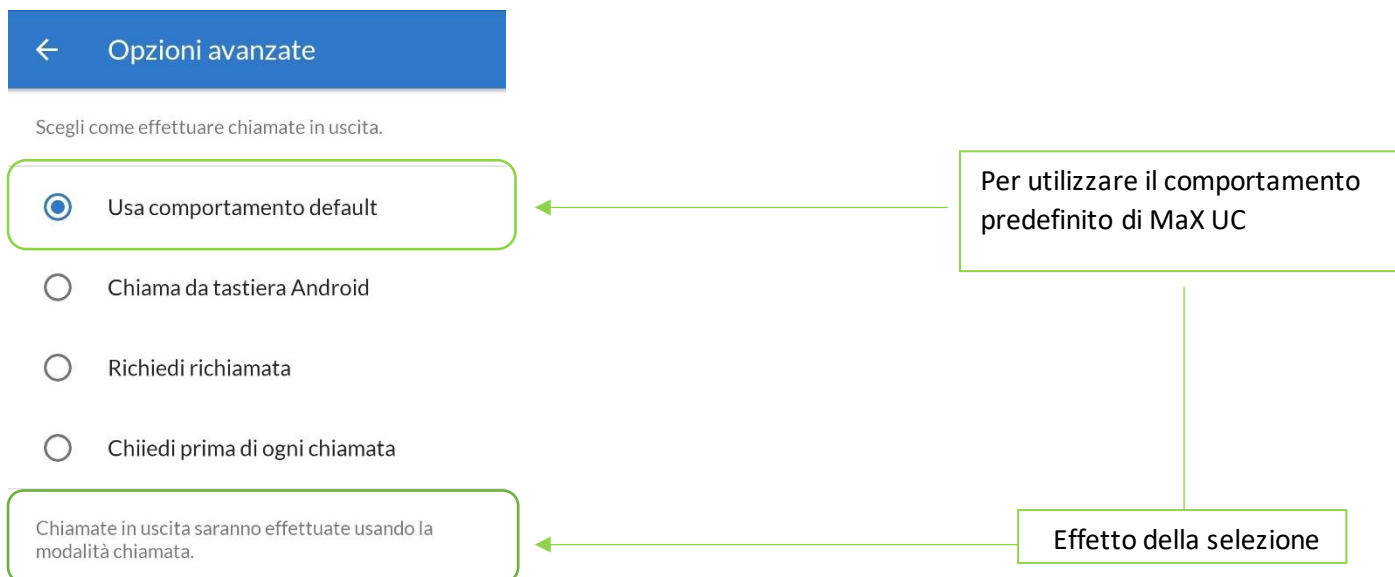 Opzioni avanzate
Scegli come effettuare chiamate in uscita.
Usa comportamento default
Per utilizzare il comportamento
predefinito di MaX UC
Chiama da tastiera Android
Richiedi richiamata
Chiiedi prima di ogni chiamata
Chiamate in uscita saranno effettuate usando la
modalità chiamata.
Effetto della selezione